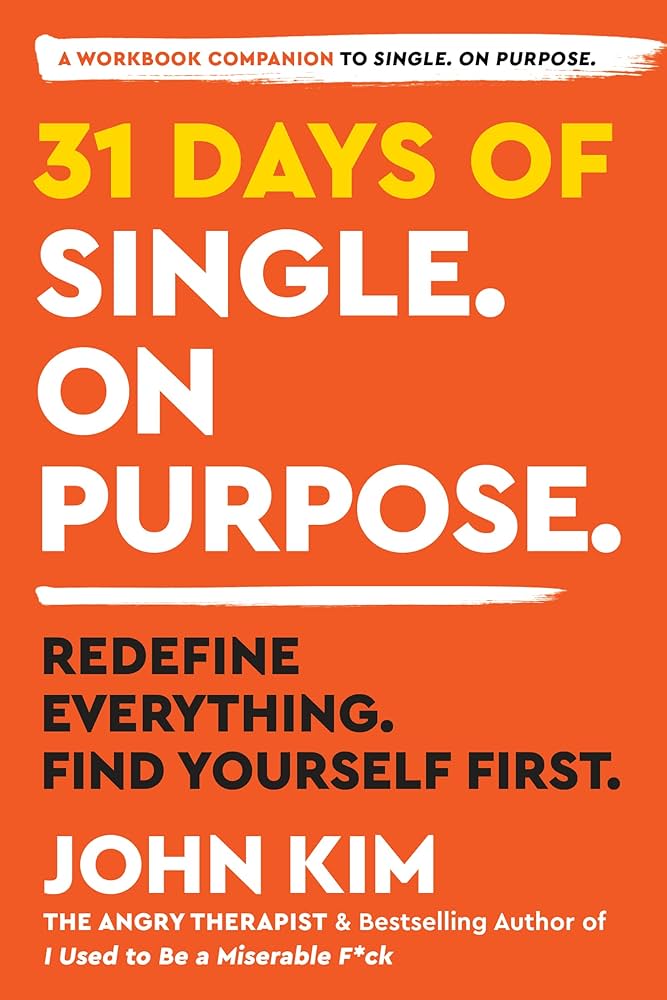 A WORKBOOK COMPANION TO SINGLE. ON PURPOSE.
31 DAYS OF
SINGLE.
ON
PURPOSE.
REDEFINE
EVERYTHING.
FIND YOURSELF FIRST.
JOHN KIM
THE ANGRY THERAPIST & Bestselling Author of
I Used to Be a Miserable F*ck